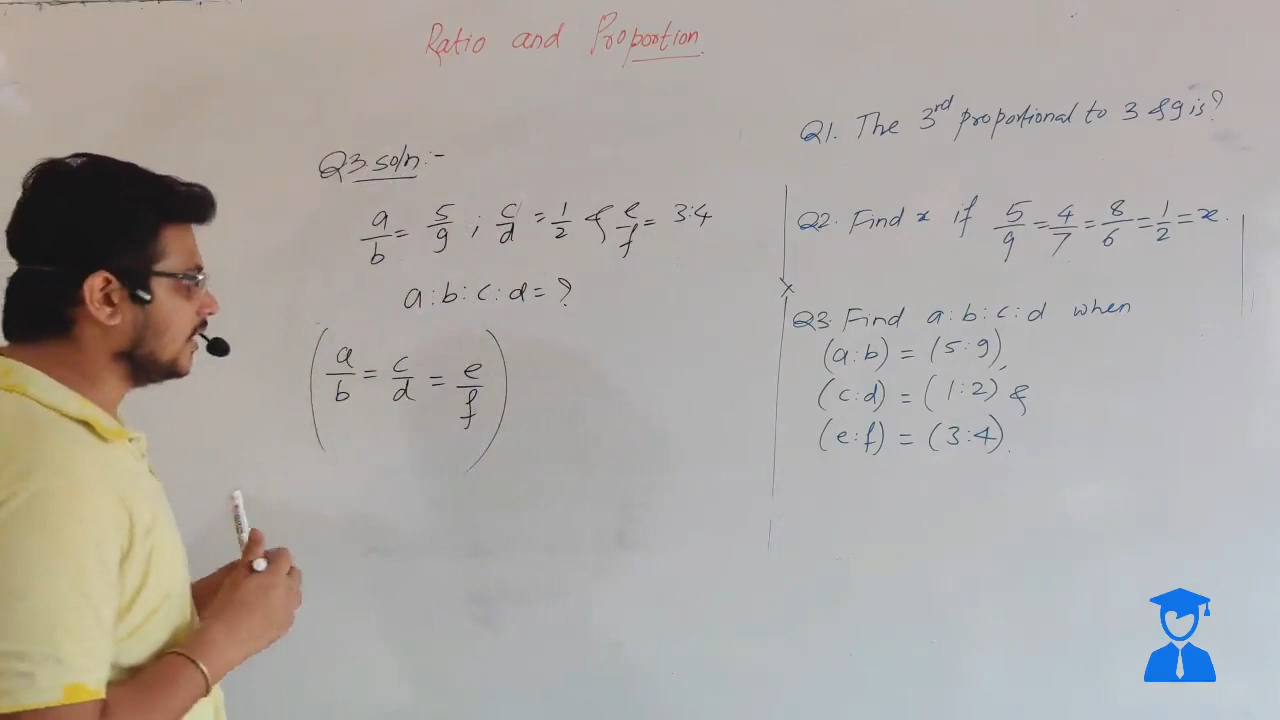 Ratio and Proportion
Q3. soln:-
a/b = 5/9 ; c/d = 1/2 & e/f = 3:4
a:b:c:d = ?
(a/b = c/d = e/f)
Q1. The 3rd proportional to 3 & 9 is?
Q2. Find x if 5/9 = 4/7 = 8/6 = 1/2 = x.
Q3. Find a:b:c:d when
(a:b) = (5:9),
(c:d) = (1:2) &
(e:f) = (3:4).